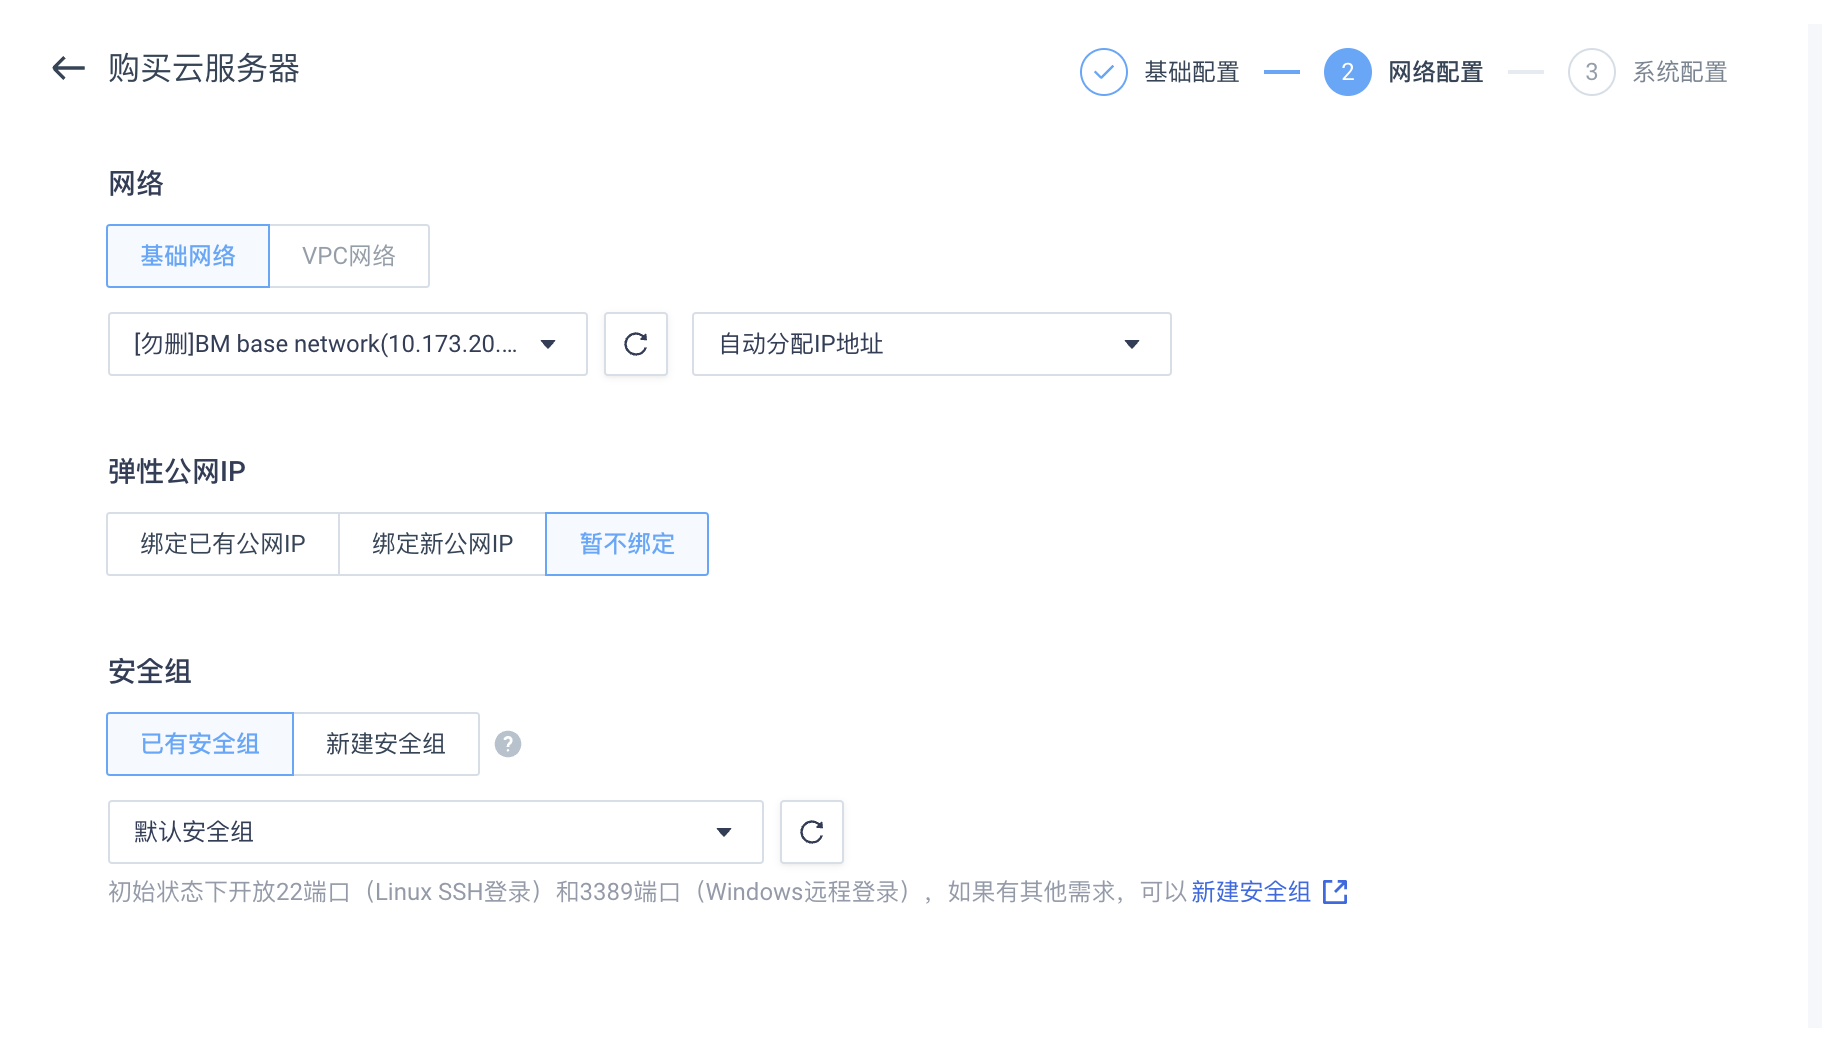 购买云服务器
基础配置 2 网络配置 3 系统配置
网络
基础网络 VPC网络
[勿删]BM base network(10.173.20.... 自动分配IP地址
弹性公网IP
绑定已有公网IP 绑定新公网IP 暂不绑定
安全组
已有安全组 新建安全组 ?
默认安全组
初始状态下开放22端口（Linux SSH登录）和3389端口（Windows远程登录），如果有其他需求，可以 新建安全组